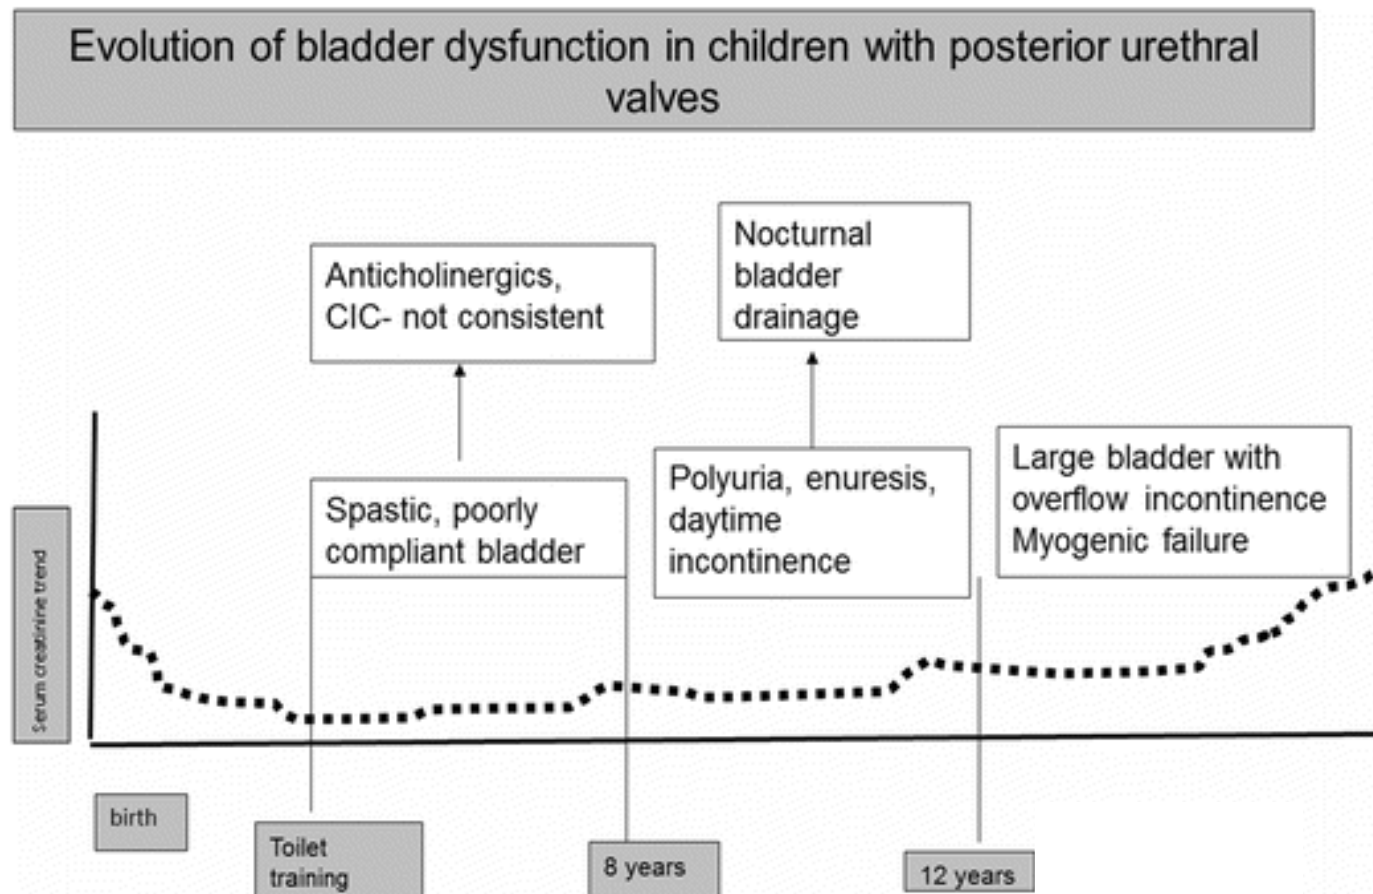 Evolution of bladder dysfunction in children with posterior urethral
valves
Nocturnal
bladder
drainage
Anticholinergics,
CIC- not consistent
Large bladder with
overflow incontinence
Myogenic failure
Polyuria, enuresis,
daytime
incontinence
Spastic, poorly
compliant bladder
Serum creatinine trend
birth
Toilet
training
8 years
12 years